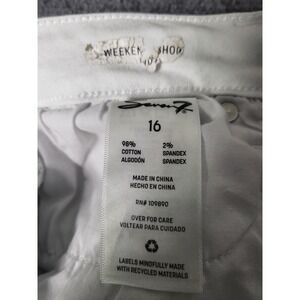 WEEKEN
Seven7
16
98% 2%
COTTON SPANDEX
ALGODÓN SPANDEX
MADE IN CHINA
HECHO EN CHINA
RN# 109890
OVER FOR CARE
VOLTEAR PARA CUIDADO
LABELS MINDFULLY MADE
WITH RECYCLED MATERIALS